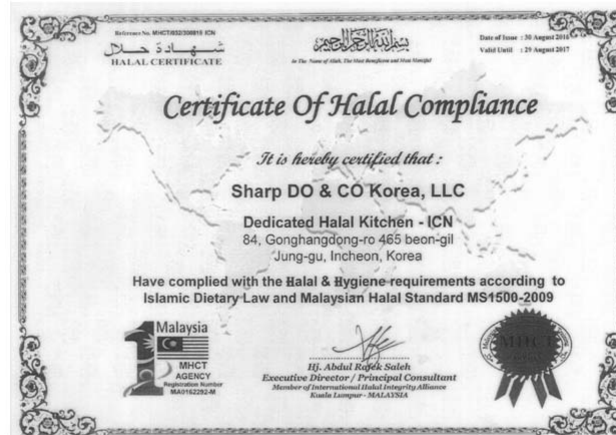 Reference No. MHCT/032/300816 ICN
شهادة حلال
HALAL CERTIFICATE
بسم الله الرحمن الرحيم
In The Name of Allah, The Most Beneficent and Most Merciful
Date of Issue : 30 August 2016
Valid Until : 29 August 2017
Certificate Of Halal Compliance
It is hereby certified that :
Sharp DO & CO Korea, LLC
Dedicated Halal Kitchen - ICN
84, Gonghangdong-ro 465 beon-gil
Jung-gu, Incheon, Korea
Have complied with the Halal & Hygiene requirements according to
Islamic Dietary Law and Malaysian Halal Standard MS1500-2009
Malaysia
MHCT
AGENCY
Registration Number
MA0162292-M
Hj. Abdul Rafek Saleh
Executive Director / Principal Consultant
Member of International Halal Integrity Alliance
Kuala Lumpur - MALAYSIA
MHCT